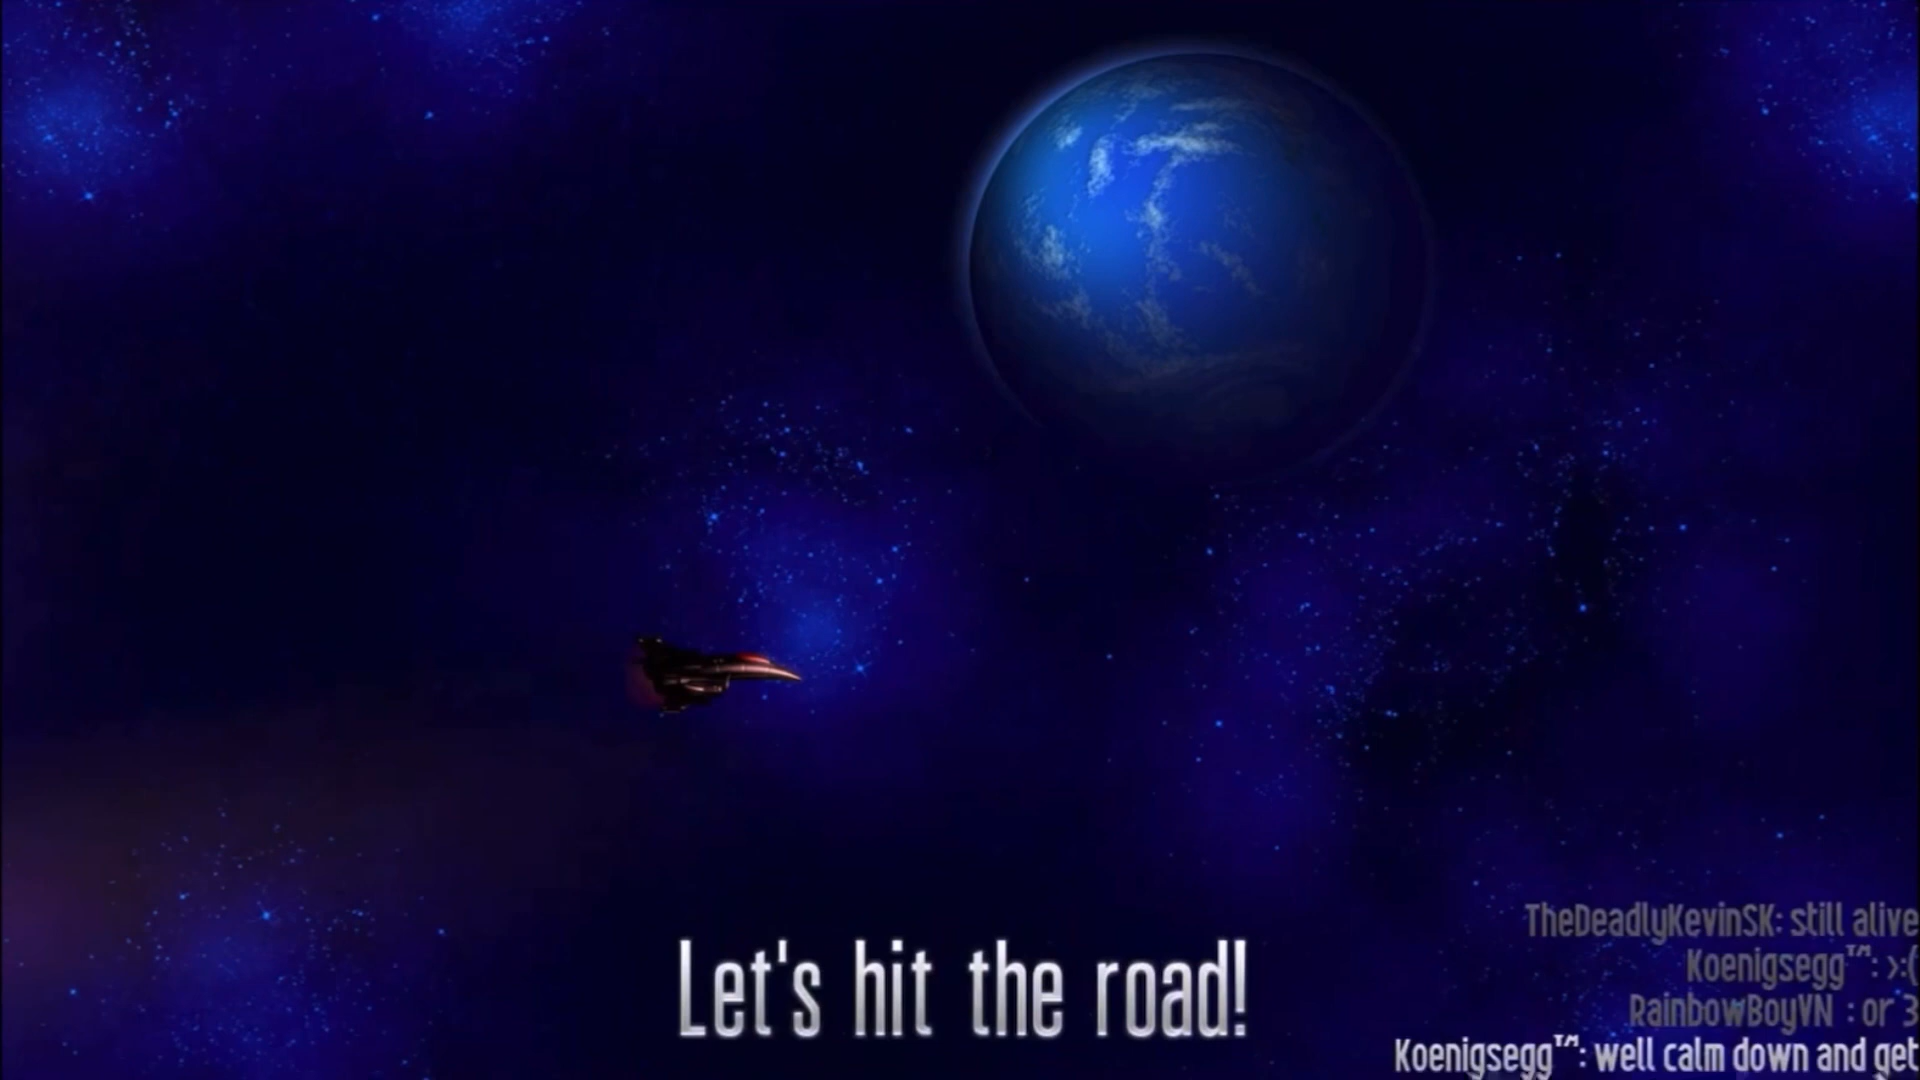 Let's hit the road!
TheDeadlyKevinSK: still alive
Koenigsegg™: >:(
RainbowBoyVN : or 3
Koenigsegg™: well calm down and get